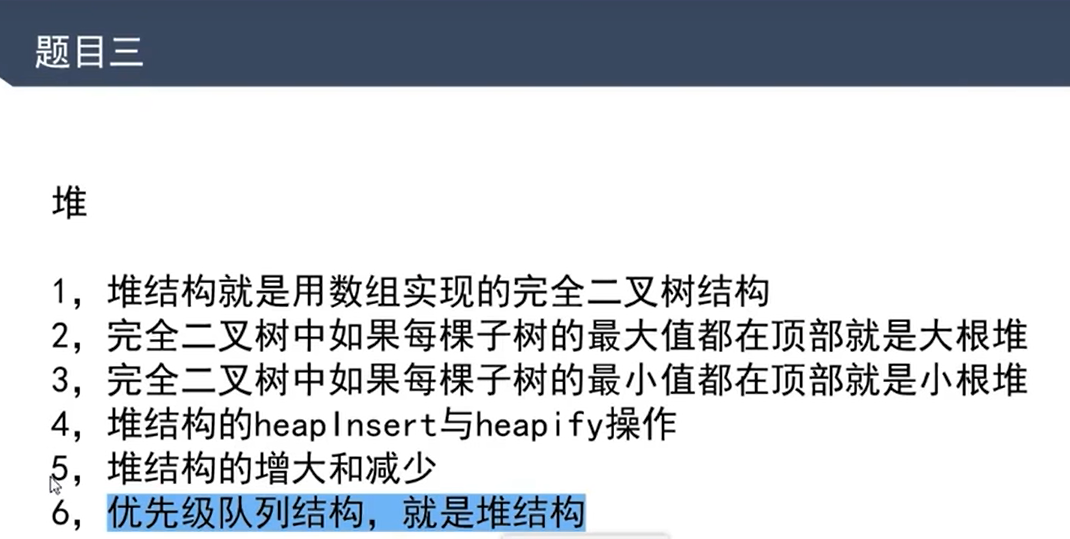 题目三
堆
1，堆结构就是用数组实现的完全二叉树结构
2，完全二叉树中如果每棵子树的最大值都在顶部就是大根堆
3，完全二叉树中如果每棵子树的最小值都在顶部就是小根堆
4，堆结构的heapInsert与heapify操作
5，堆结构的增大和减少
6，优先级队列结构，就是堆结构